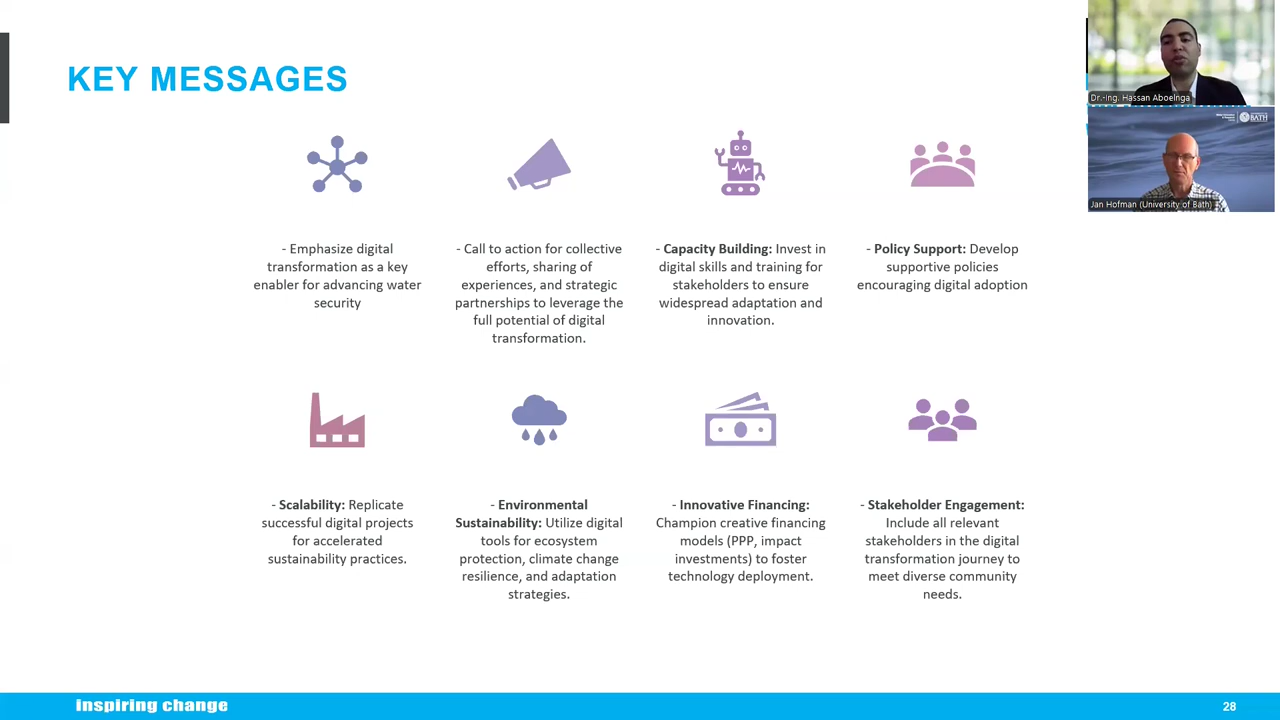 KEY MESSAGES
- Emphasize digital
transformation as a key
enabler for advancing water
security
- Call to action for collective
efforts, sharing of
experiences, and strategic
partnerships to leverage the
full potential of digital
transformation.
- Capacity Building: Invest in
digital skills and training for
stakeholders to ensure
widespread adaptation and
innovation.
- Policy Support: Develop
supportive policies
encouraging digital adoption
- Scalability: Replicate
successful digital projects
for accelerated
sustainability practices.
- Environmental
Sustainability: Utilize digital
tools for ecosystem
protection, climate change
resilience, and adaptation
strategies.
- Innovative Financing:
Champion creative financing
models (PPP, impact
investments) to foster
technology deployment.
- Stakeholder Engagement:
Include all relevant
stakeholders in the digital
transformation journey to
meet diverse community
needs.
Dr.-Ing. Hassan Aboelnga
BATH
Jan Hofman (University of Bath)
inspiring change
28